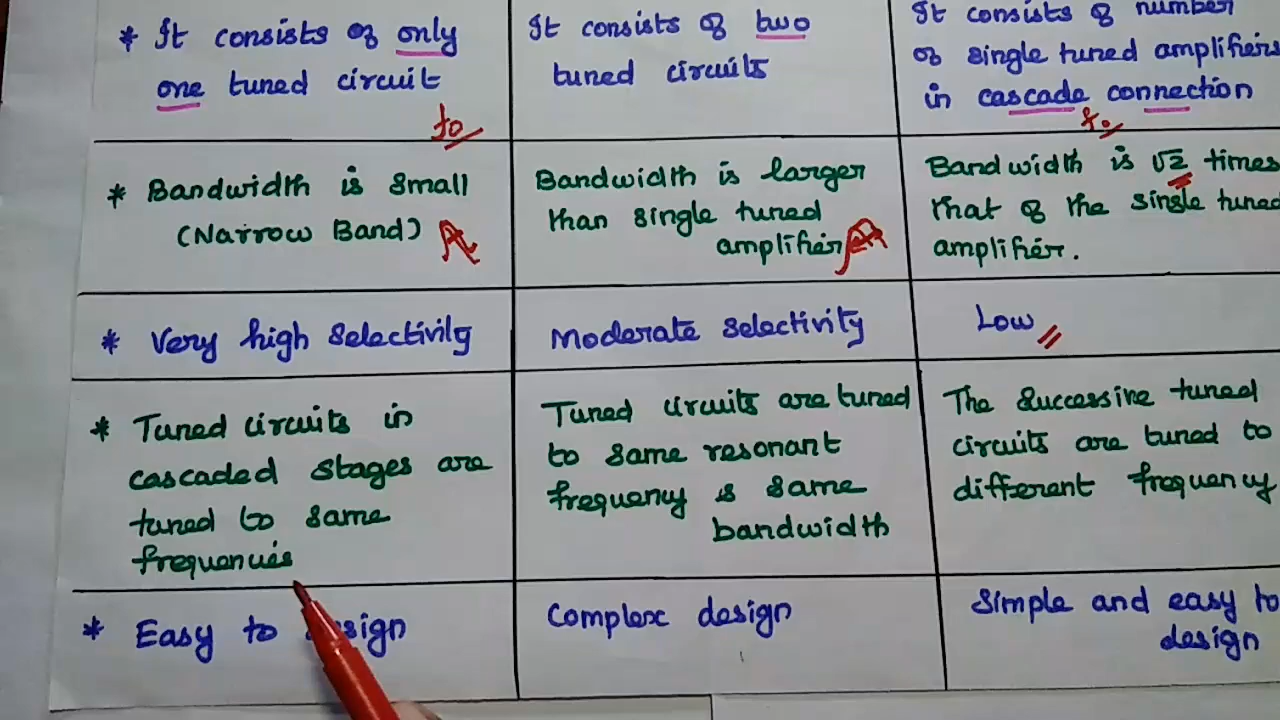 * It consists of only
one tuned circuit
fo
It consists of two
tuned circuits
It consists of number
of single tuned amplifiers
in cascade connection
fo
* Bandwidth is small
(Narrow Band)
Bandwidth is larger
than single tuned
amplifier
Bandwidth is √2 times
that of the single tuned
amplifier.
* Very high selectivity
Moderate selectivity
Low
* Tuned circuits in
cascaded stages are
tuned to same
frequencies
Tuned circuits are tuned
to same resonant
frequency is same
bandwidth
The successive tuned
circuits are tuned to
different frequency
* Easy to design
Complex design
Simple and easy to
design